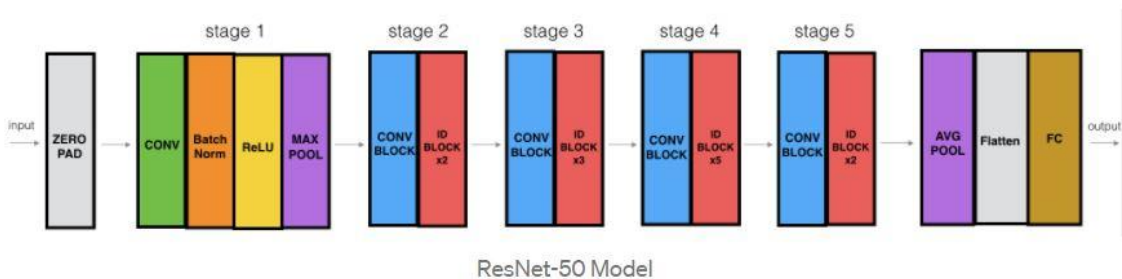 stage 1
stage 2
stage 3
stage 4
stage 5
input
ZERO
PAD
CONV
Batch
Norm
ReLU
MAX
POOL
CONV
BLOCK
ID
BLOCK
x2
CONV
BLOCK
ID
BLOCK
x3
CONV
BLOCK
ID
BLOCK
x5
CONV
BLOCK
ID
BLOCK
x2
AVG
POOL
Flatten
FC
output
ResNet-50 Model